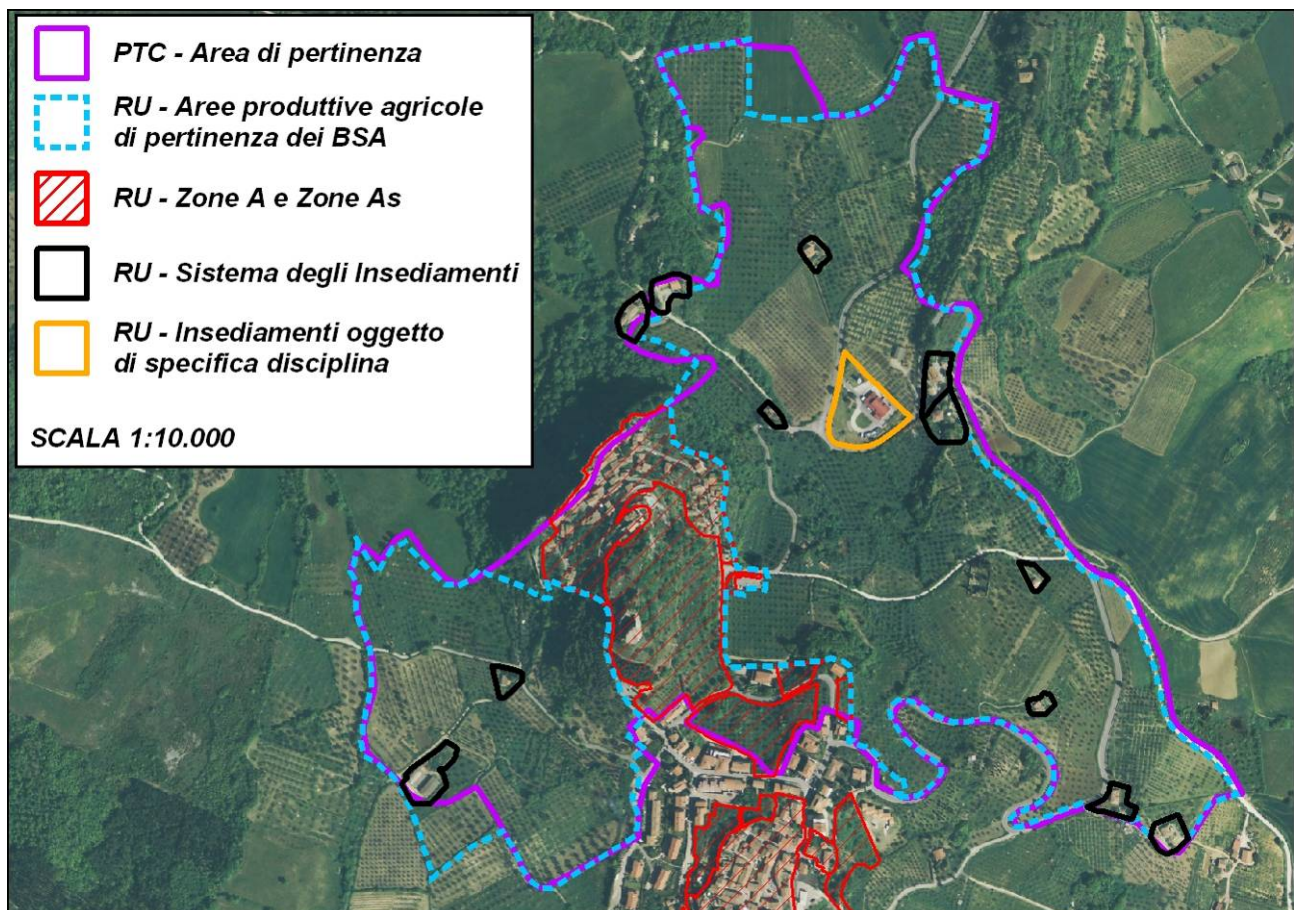 PTC - Area di pertinenza
RU - Aree produttive agricole
di pertinenza dei BSA
RU - Zone A e Zone As
RU - Sistema degli Insediamenti
RU - Insediamenti oggetto
di specifica disciplina
SCALA 1:10.000